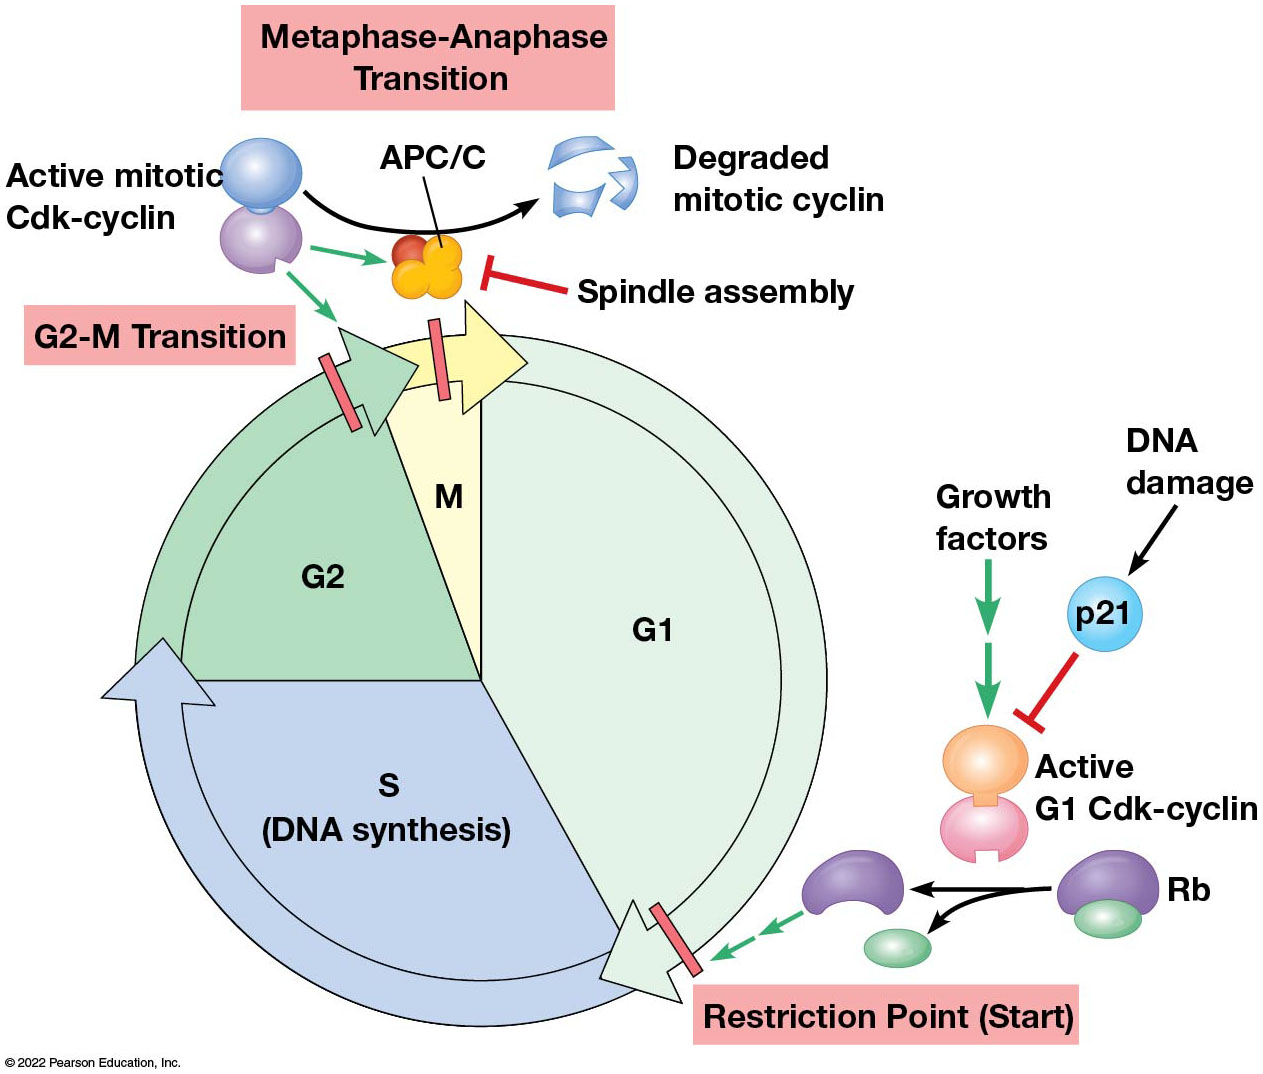 Metaphase-Anaphase
Transition
APC/C
Active mitotic
Cdk-cyclin
Degraded
mitotic cyclin
Spindle assembly
G2-M Transition
M
G2
G1
S
(DNA synthesis)
Growth
factors
DNA
damage
p21
Active
G1 Cdk-cyclin
Rb
Restriction Point (Start)
© 2022 Pearson Education, Inc.